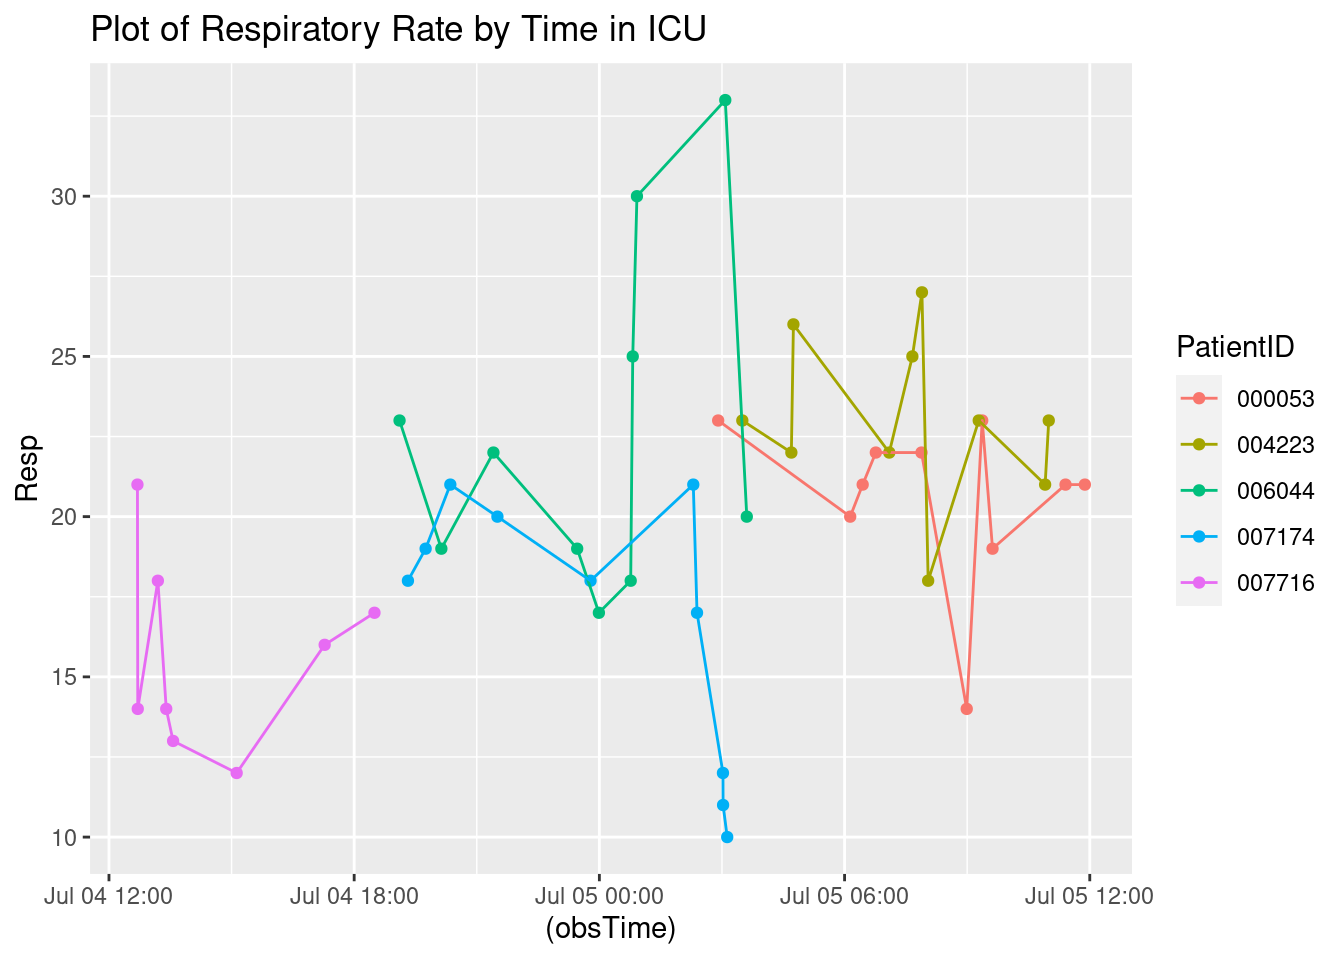 Plot of Respiratory Rate by Time in ICU
Resp
30
25
20
15
10
Jul 04 12:00 Jul 04 18:00 Jul 05 00:00 Jul 05 06:00 Jul 05 12:00
(obsTime)
PatientID
000053
004223
006044
007174
007716